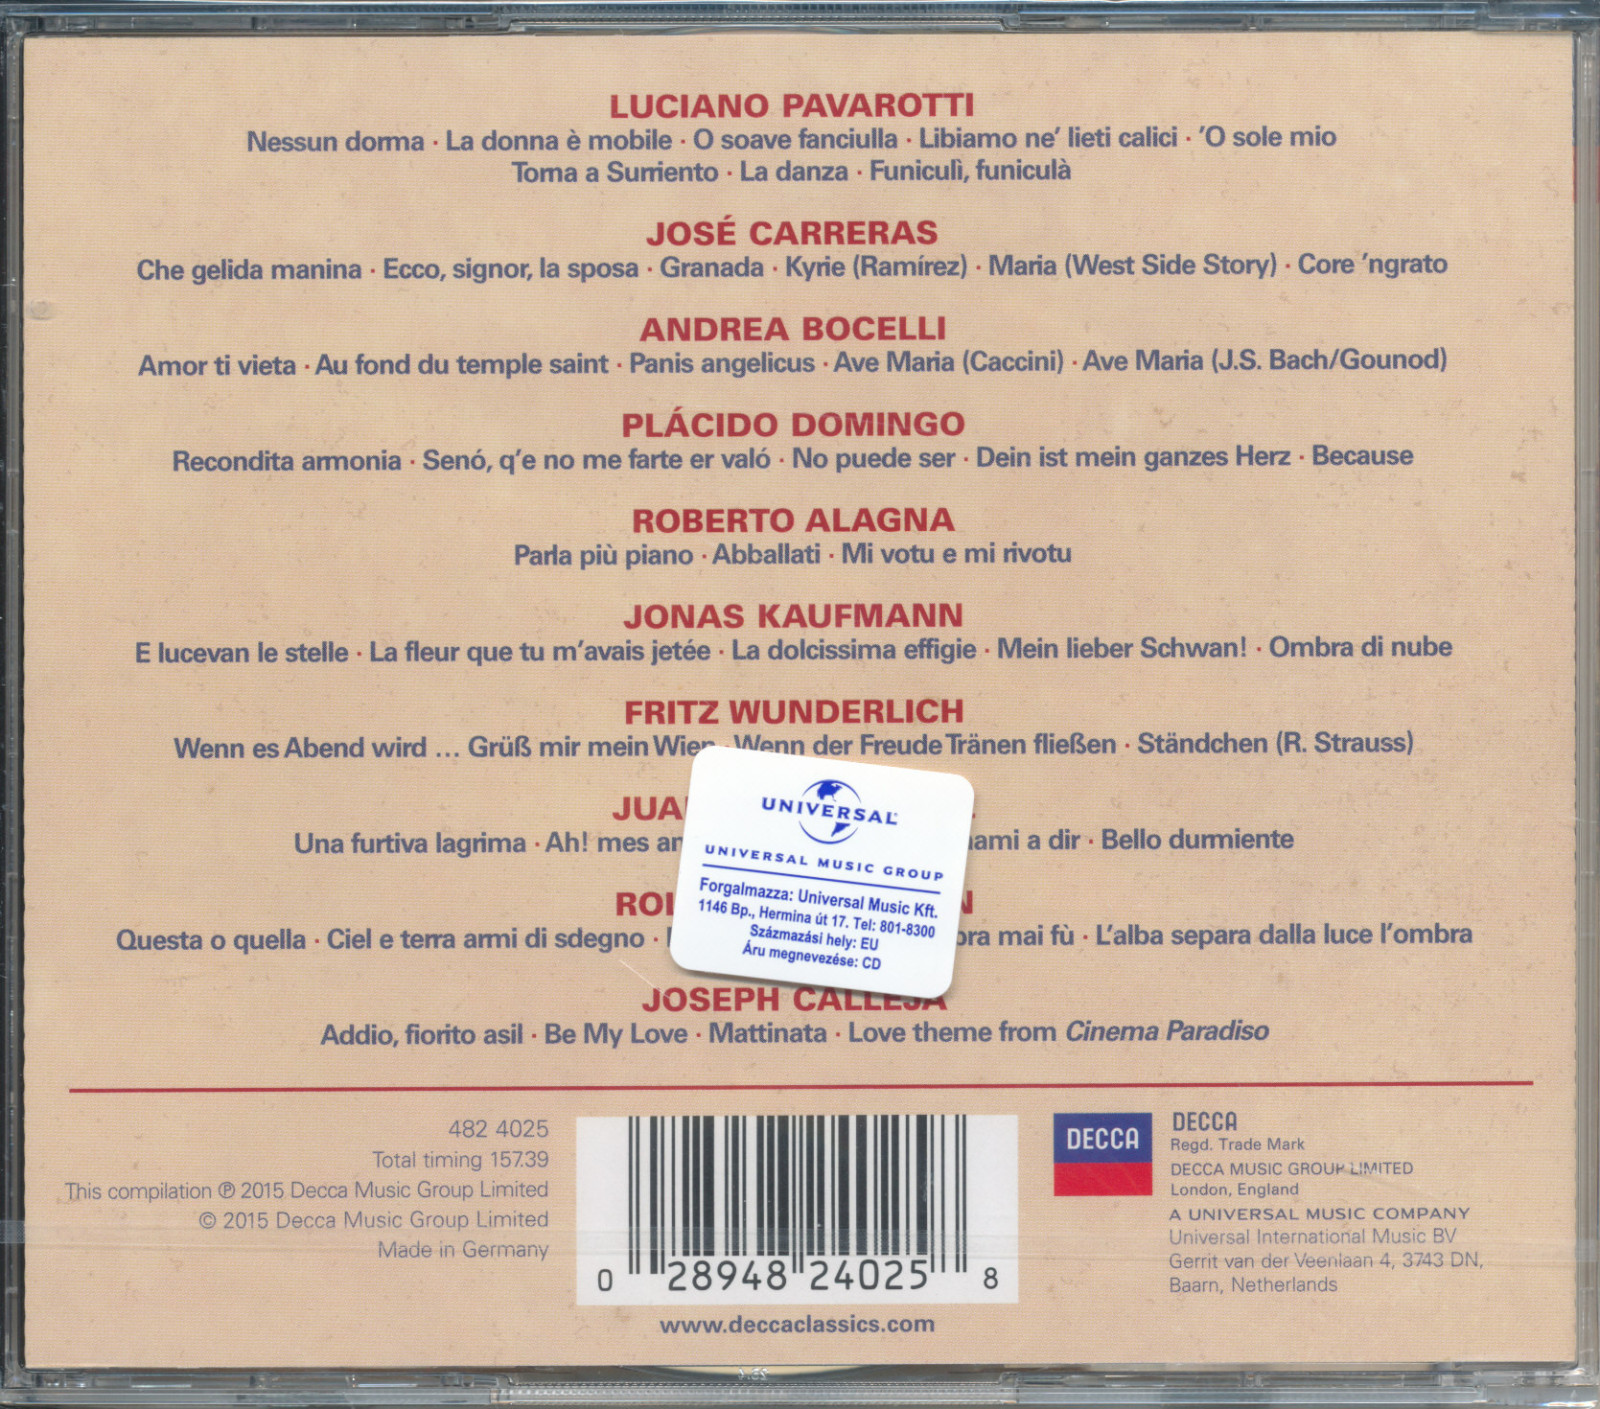 LUCIANO PAVAROTTI
Nessun dorma · La donna è mobile · O soave fanciulla · Libiamo ne’ lieti calici · ’O sole mio
Torna a Surriento · La danza · Funiculì, funiculà
JOSÉ CARRERAS
Che gelida manina · Ecco, signor, la sposa · Granada · Kyrie (Ramírez) · Maria (West Side Story) · Core ’ngrato
ANDREA BOCELLI
Amor ti vieta · Au fond du temple saint · Panis angelicus · Ave Maria (Caccini) · Ave Maria (J.S. Bach/Gounod)
PLÁCIDO DOMINGO
Recondita armonia · Senó, q’e no me farte er való · No puede ser · Dein ist mein ganzes Herz · Because
ROBERTO ALAGNA
Parla più piano · Abballati · Mi votu e mi rivotu
JONAS KAUFMANN
E lucevan le stelle · La fleur que tu m’avais jetée · La dolcissima effigie · Mein lieber Schwan! · Ombra di nube
FRITZ WUNDERLICH
Wenn es Abend wird ... Grüß mir mein Wien · Wenn der Freude Tränen fließen · Ständchen (R. Strauss)
JUA
Una furtiva lagrima · Ah! mes a ami a dir · Bello durmiente
ROL N
Questa o quella · Ciel e terra armi di sdegno · bra mai fù · L’alba separa dalla luce l’ombra
JOSEPH CALLEJA
Addio, fiorito asil · Be My Love · Mattinata · Love theme from Cinema Paradiso
UNIVERSAL
UNIVERSAL MUSIC GROUP
Forgalmazza: Universal Music Kft.
1146 Bp., Hermina út 17. Tel: 801-8300
Származási hely: EU
Áru megnevezése: CD
482 4025
Total timing 157.39
This compilation ℗ 2015 Decca Music Group Limited
© 2015 Decca Music Group Limited
Made in Germany
0 28948 24025 8
www.deccaclassics.com
DECCA
DECCA
Regd. Trade Mark
DECCA MUSIC GROUP LIMITED
London, England
A UNIVERSAL MUSIC COMPANY
Universal International Music BV
Gerrit van der Veenlaan 4, 3743 DN,
Baarn, Netherlands